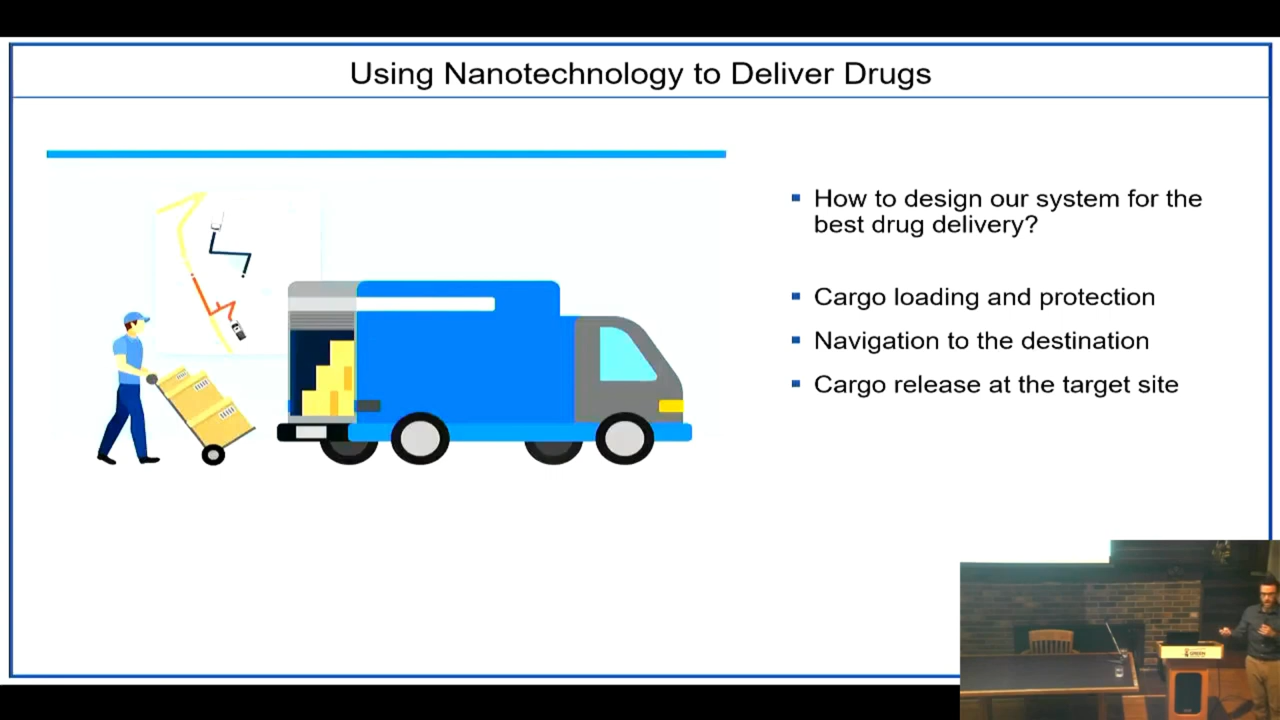 Using Nanotechnology to Deliver Drugs
How to design our system for the
best drug delivery?
Cargo loading and protection
Navigation to the destination
Cargo release at the target site